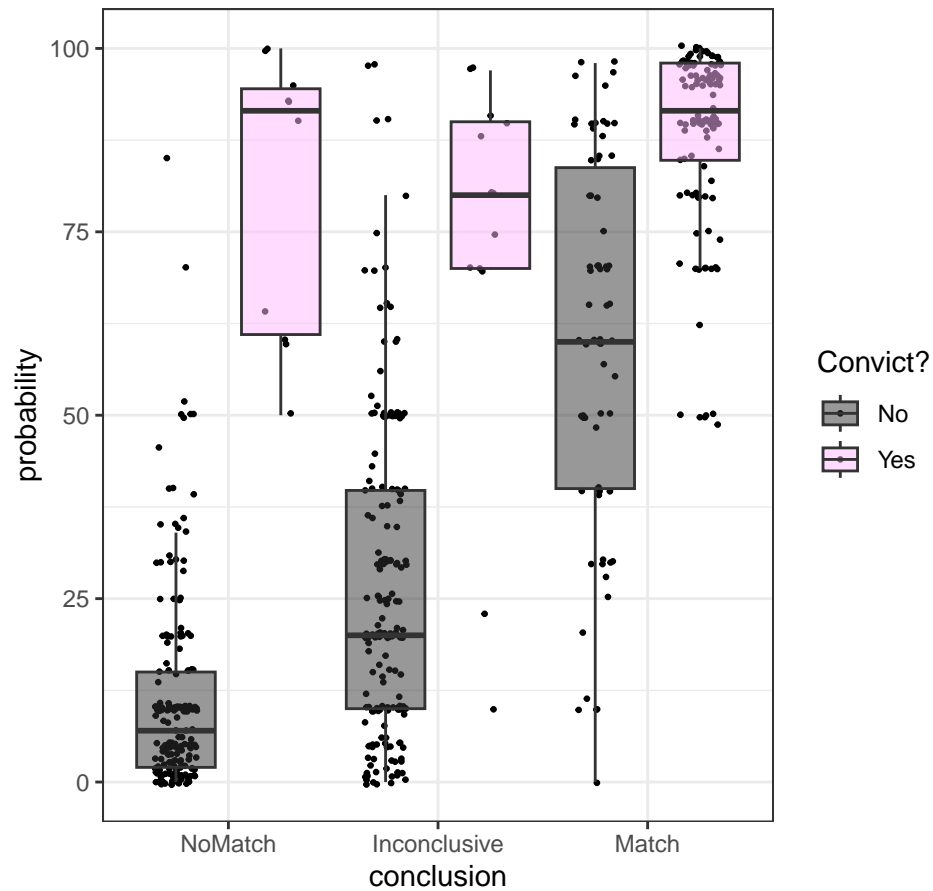 100
75
50
25
0
probability
NoMatch
Inconclusive
Match
conclusion
Convict?
No
Yes